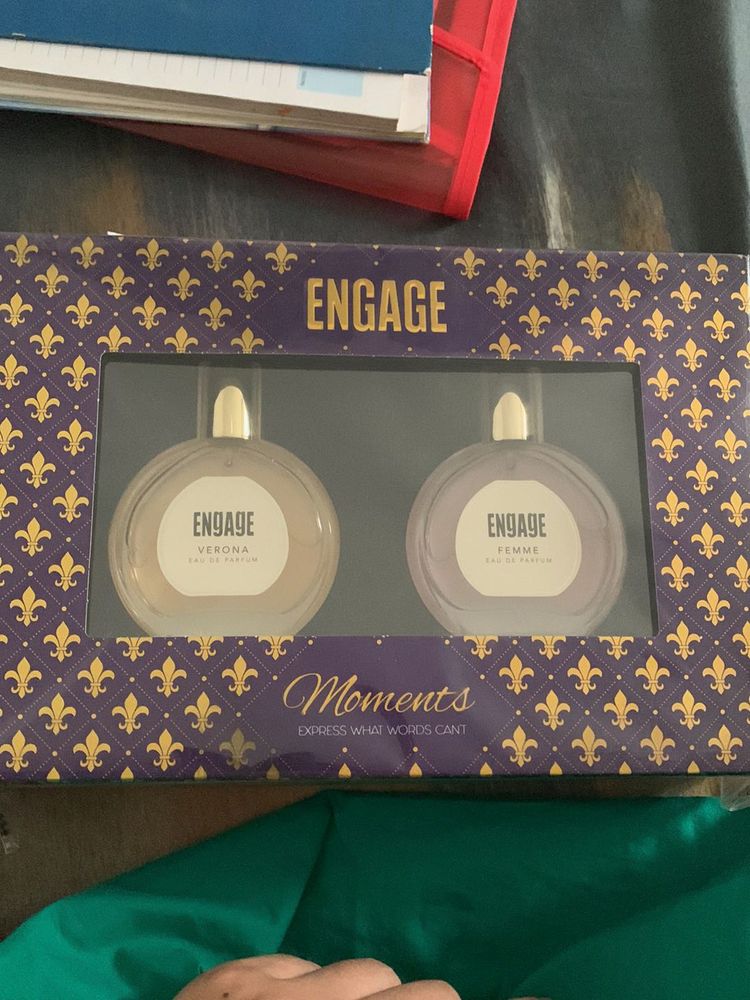 ENGAGE
ENgAgE
VERONA
EAU DE PARFUM
ENgAgE
FEMME
EAU DE PARFUM
Moments
EXPRESS WHAT WORDS CANT